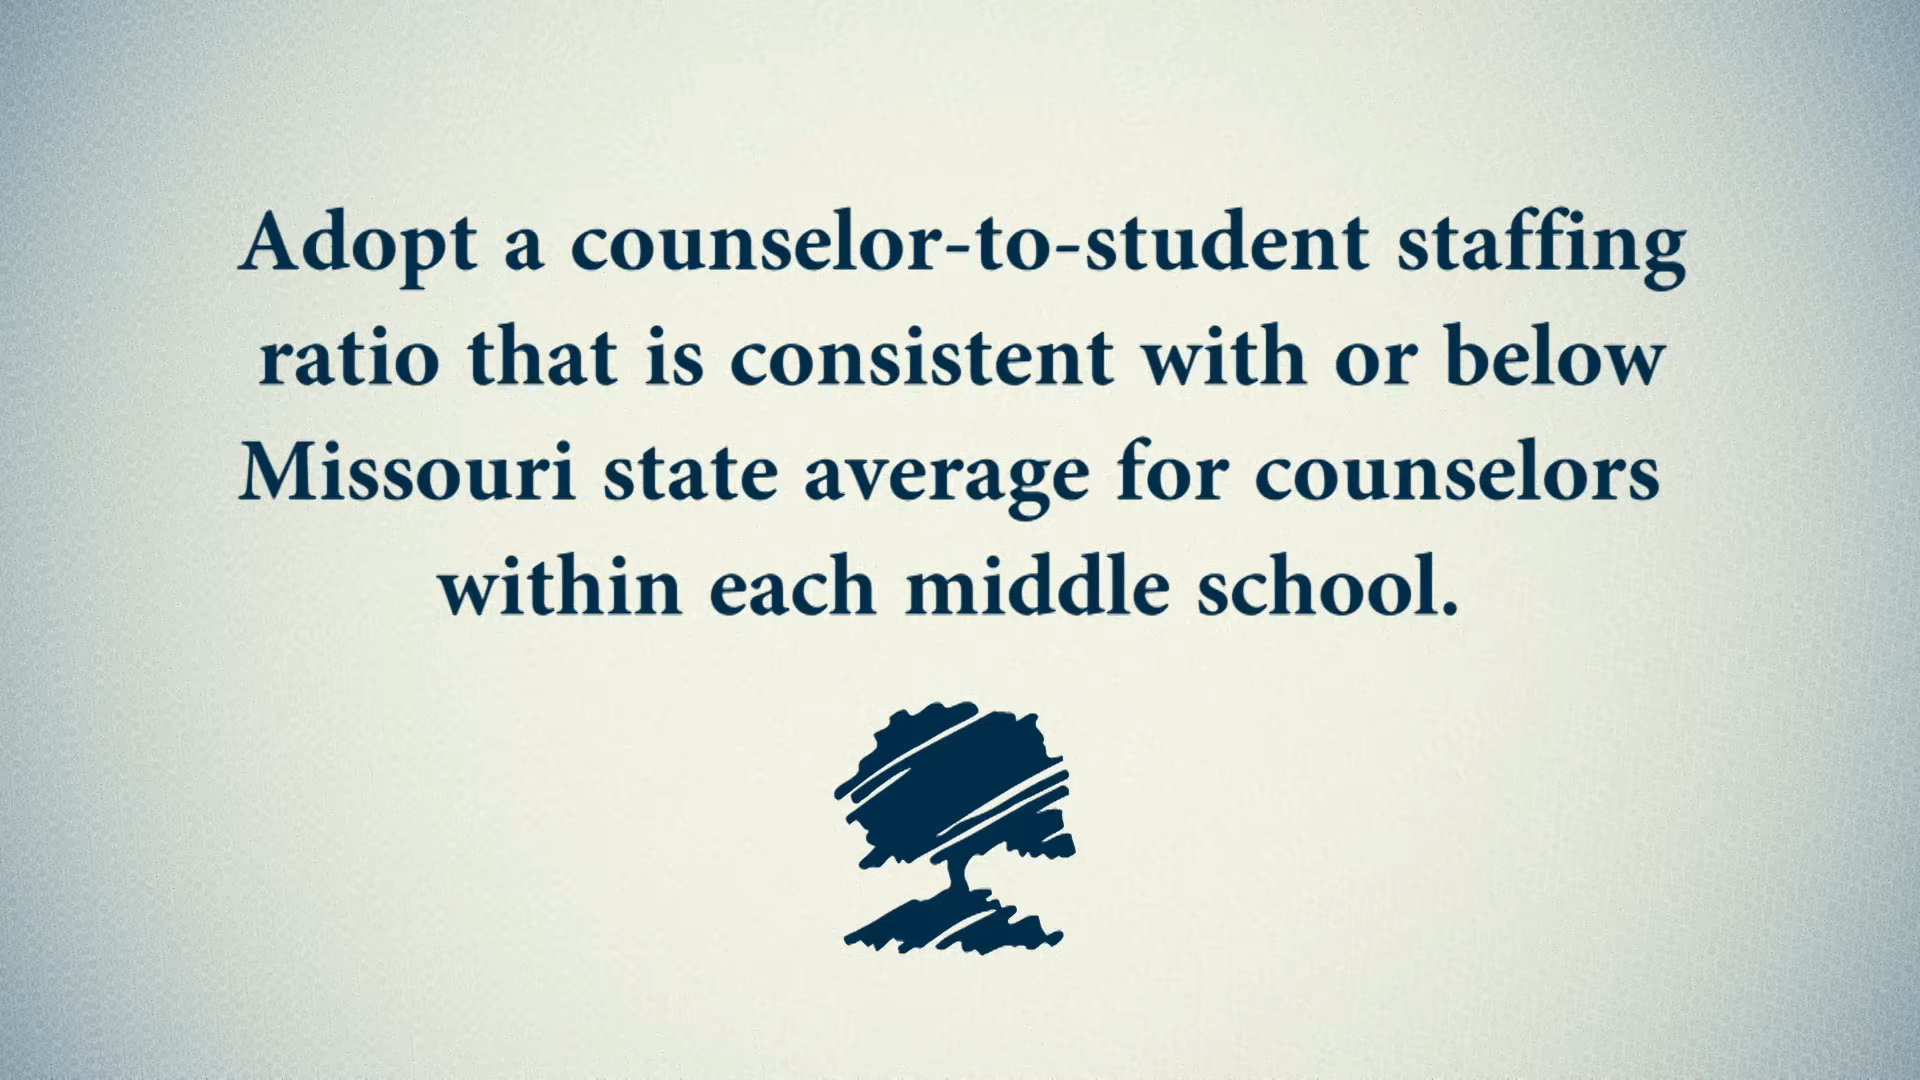 Adopt a counselor-to-student staffing
ratio that is consistent with or below
Missouri state average for counselors
within each middle school.